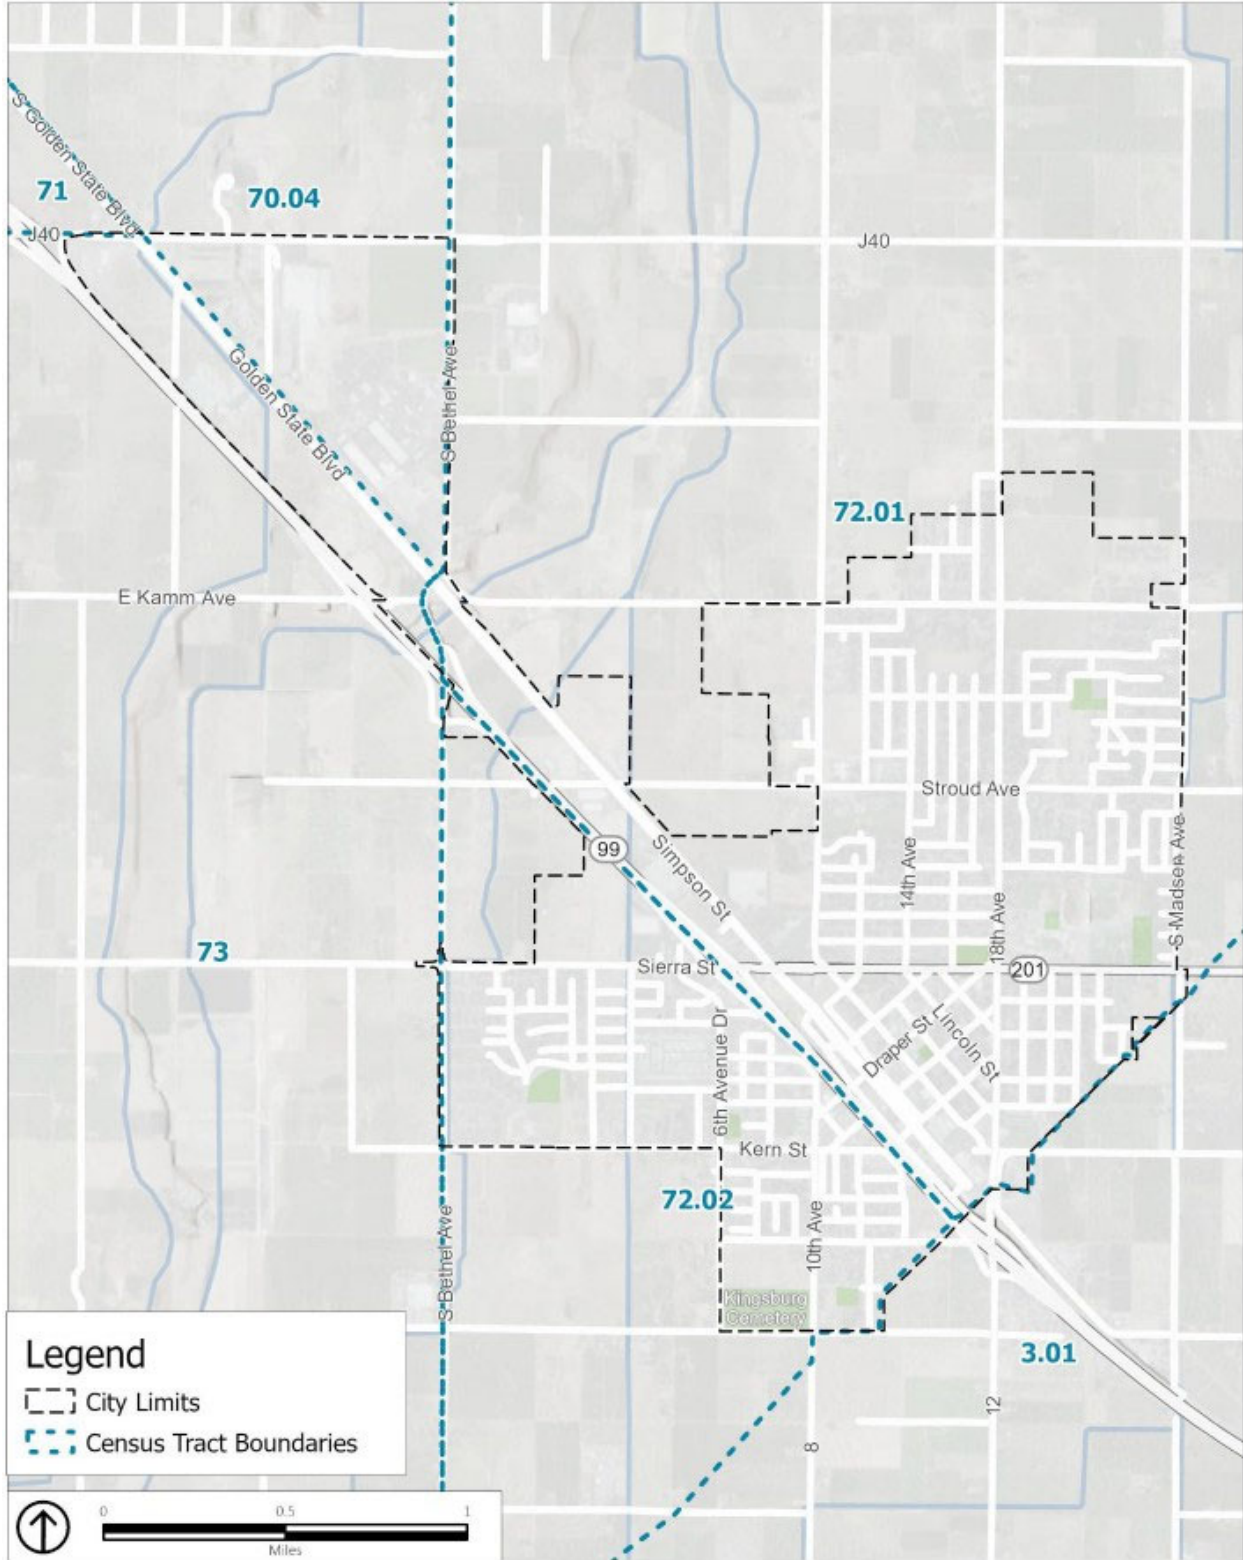 S Golden State Blvd
71
70.04
J40
J40
S Bethel Ave
Golden State Blvd
72.01
E Kamm Ave
Stroud Ave
99
Simpson St
14th Ave
18th Ave
S Madsen Ave
73
Sierra St
201
6th Avenue Dr
Draper St
Lincoln St
Kern St
72.02
10th Ave
S Bethel Ave
Kingsburg
Cemetery
3.01
12
8
Legend
City Limits
Census Tract Boundaries
0 0.5 1
Miles